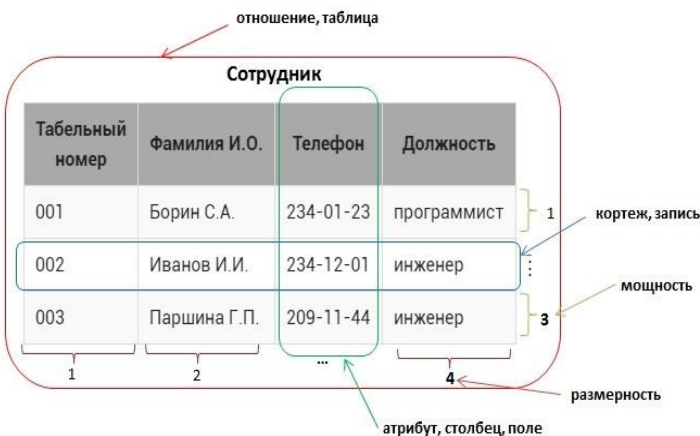 отношение, таблица
Сотрудник
Табельный номер Фамилия И.О. Телефон Должность
001 Борин С.А. 234-01-23 программист 1
кортеж, запись
002 Иванов И.И. 234-12-01 инженер ...
мощность
003 Паршина Г.П. 209-11-44 инженер 3
1 2 ... 4
размерность
атрибут, столбец, поле